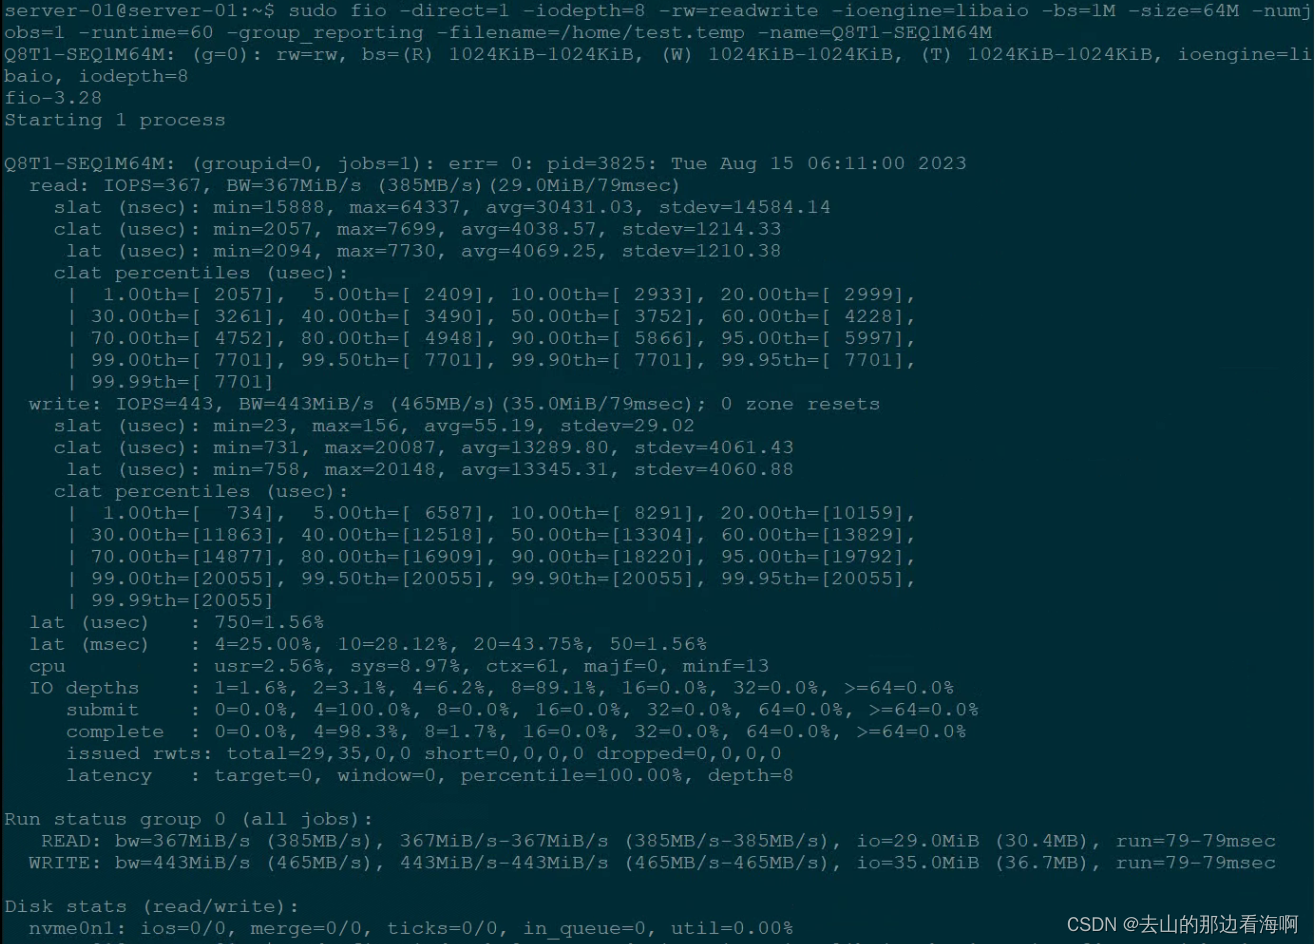 server-01@server-01:~$ sudo fio -direct=1 -iodepth=8 -rw=readwrite -ioengine=libaio -bs=1M -size=64M -numj
obs=1 -runtime=60 -group_reporting -filename=/home/test.temp -name=Q8T1-SEQ1M64M
Q8T1-SEQ1M64M: (g=0): rw=rw, bs=(R) 1024KiB-1024KiB, (W) 1024KiB-1024KiB, (T) 1024KiB-1024KiB, ioengine=li
baio, iodepth=8
fio-3.28
Starting 1 process
Q8T1-SEQ1M64M: (groupid=0, jobs=1): err= 0: pid=3825: Tue Aug 15 06:11:00 2023
read: IOPS=367, BW=367MiB/s (385MB/s)(29.0MiB/79msec)
slat (nsec): min=15888, max=64337, avg=30431.03, stdev=14584.14
clat (usec): min=2057, max=7699, avg=4038.57, stdev=1214.33
lat (usec): min=2094, max=7730, avg=4069.25, stdev=1210.38
clat percentiles (usec):
| 1.00th=[ 2057], 5.00th=[ 2409], 10.00th=[ 2933], 20.00th=[ 2999],
| 30.00th=[ 3261], 40.00th=[ 3490], 50.00th=[ 3752], 60.00th=[ 4228],
| 70.00th=[ 4752], 80.00th=[ 4948], 90.00th=[ 5866], 95.00th=[ 5997],
| 99.00th=[ 7701], 99.50th=[ 7701], 99.90th=[ 7701], 99.95th=[ 7701],
| 99.99th=[ 7701]
write: IOPS=443, BW=443MiB/s (465MB/s)(35.0MiB/79msec); 0 zone resets
slat (usec): min=23, max=156, avg=55.19, stdev=29.02
clat (usec): min=731, max=20087, avg=13289.80, stdev=4061.43
lat (usec): min=758, max=20148, avg=13345.31, stdev=4060.88
clat percentiles (usec):
| 1.00th=[ 734], 5.00th=[ 6587], 10.00th=[ 8291], 20.00th=[10159],
| 30.00th=[11863], 40.00th=[12518], 50.00th=[13304], 60.00th=[13829],
| 70.00th=[14877], 80.00th=[16909], 90.00th=[18220], 95.00th=[19792],
| 99.00th=[20055], 99.50th=[20055], 99.90th=[20055], 99.95th=[20055],
| 99.99th=[20055]
lat (usec) : 750=1.56%
lat (msec) : 4=25.00%, 10=28.12%, 20=43.75%, 50=1.56%
cpu : usr=2.56%, sys=8.97%, ctx=61, majf=0, minf=13
IO depths : 1=1.6%, 2=3.1%, 4=6.2%, 8=89.1%, 16=0.0%, 32=0.0%, >=64=0.0%
submit : 0=0.0%, 4=100.0%, 8=0.0%, 16=0.0%, 32=0.0%, 64=0.0%, >=64=0.0%
complete : 0=0.0%, 4=98.3%, 8=1.7%, 16=0.0%, 32=0.0%, 64=0.0%, >=64=0.0%
issued rwts: total=29,35,0,0 short=0,0,0,0 dropped=0,0,0,0
latency : target=0, window=0, percentile=100.00%, depth=8
Run status group 0 (all jobs):
READ: bw=367MiB/s (385MB/s), 367MiB/s-367MiB/s (385MB/s-385MB/s), io=29.0MiB (30.4MB), run=79-79msec
WRITE: bw=443MiB/s (465MB/s), 443MiB/s-443MiB/s (465MB/s-465MB/s), io=35.0MiB (36.7MB), run=79-79msec
Disk stats (read/write):
nvme0n1: ios=0/0, merge=0/0, ticks=0/0, in_queue=0, util=0.00%
CSDN @去山的那边看海啊